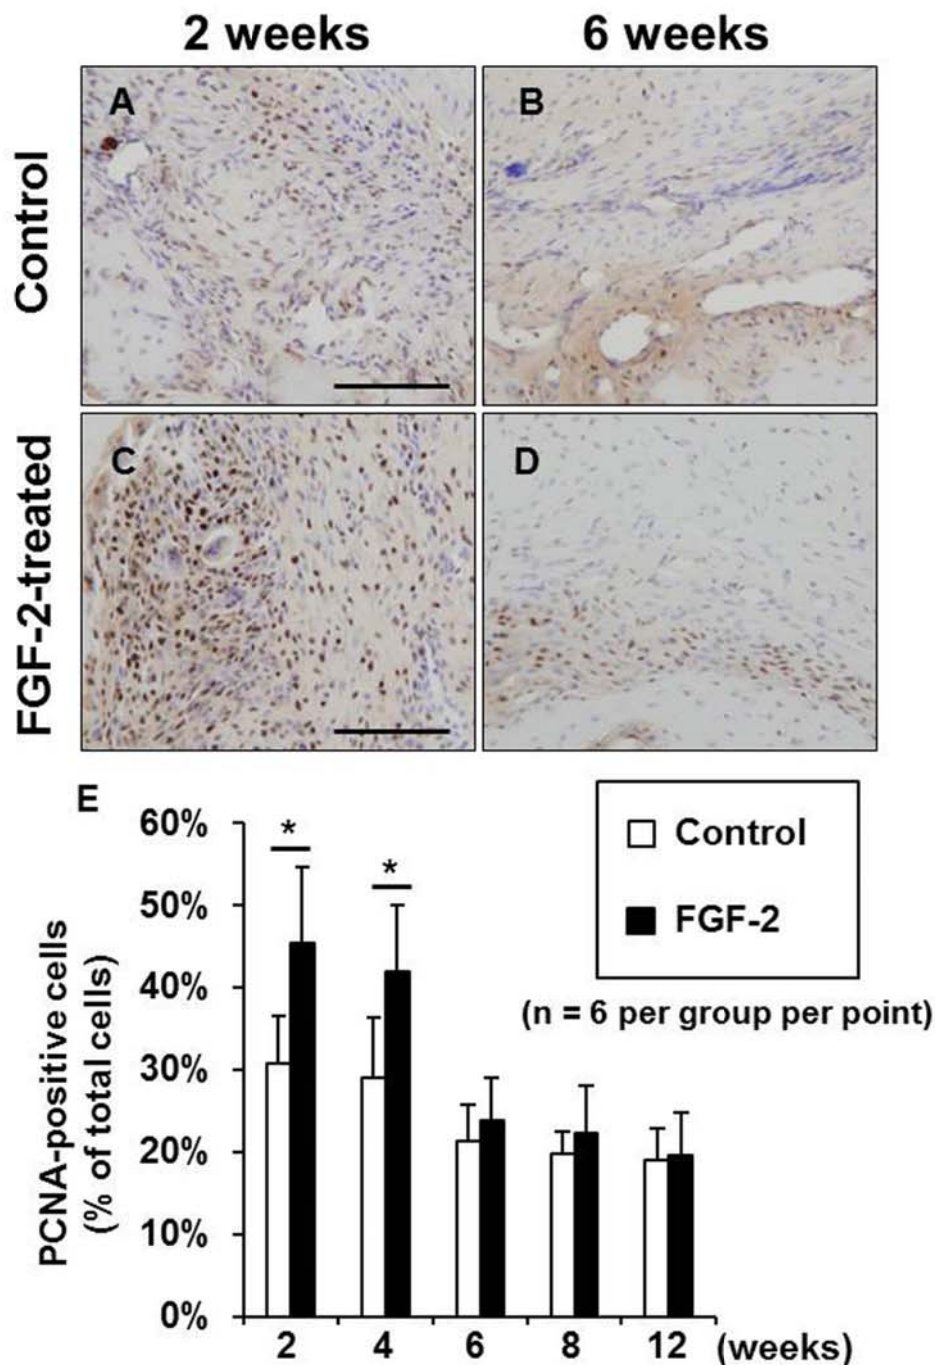 2 weeks 6 weeks
Control
A
B
FGF-2-treated
C
D
E
PCNA-positive cells
(% of total cells)
60%
50%
40%
30%
20%
10%
0%
*
*
Control
FGF-2
(n = 6 per group per point)
2 4 6 8 12 (weeks)